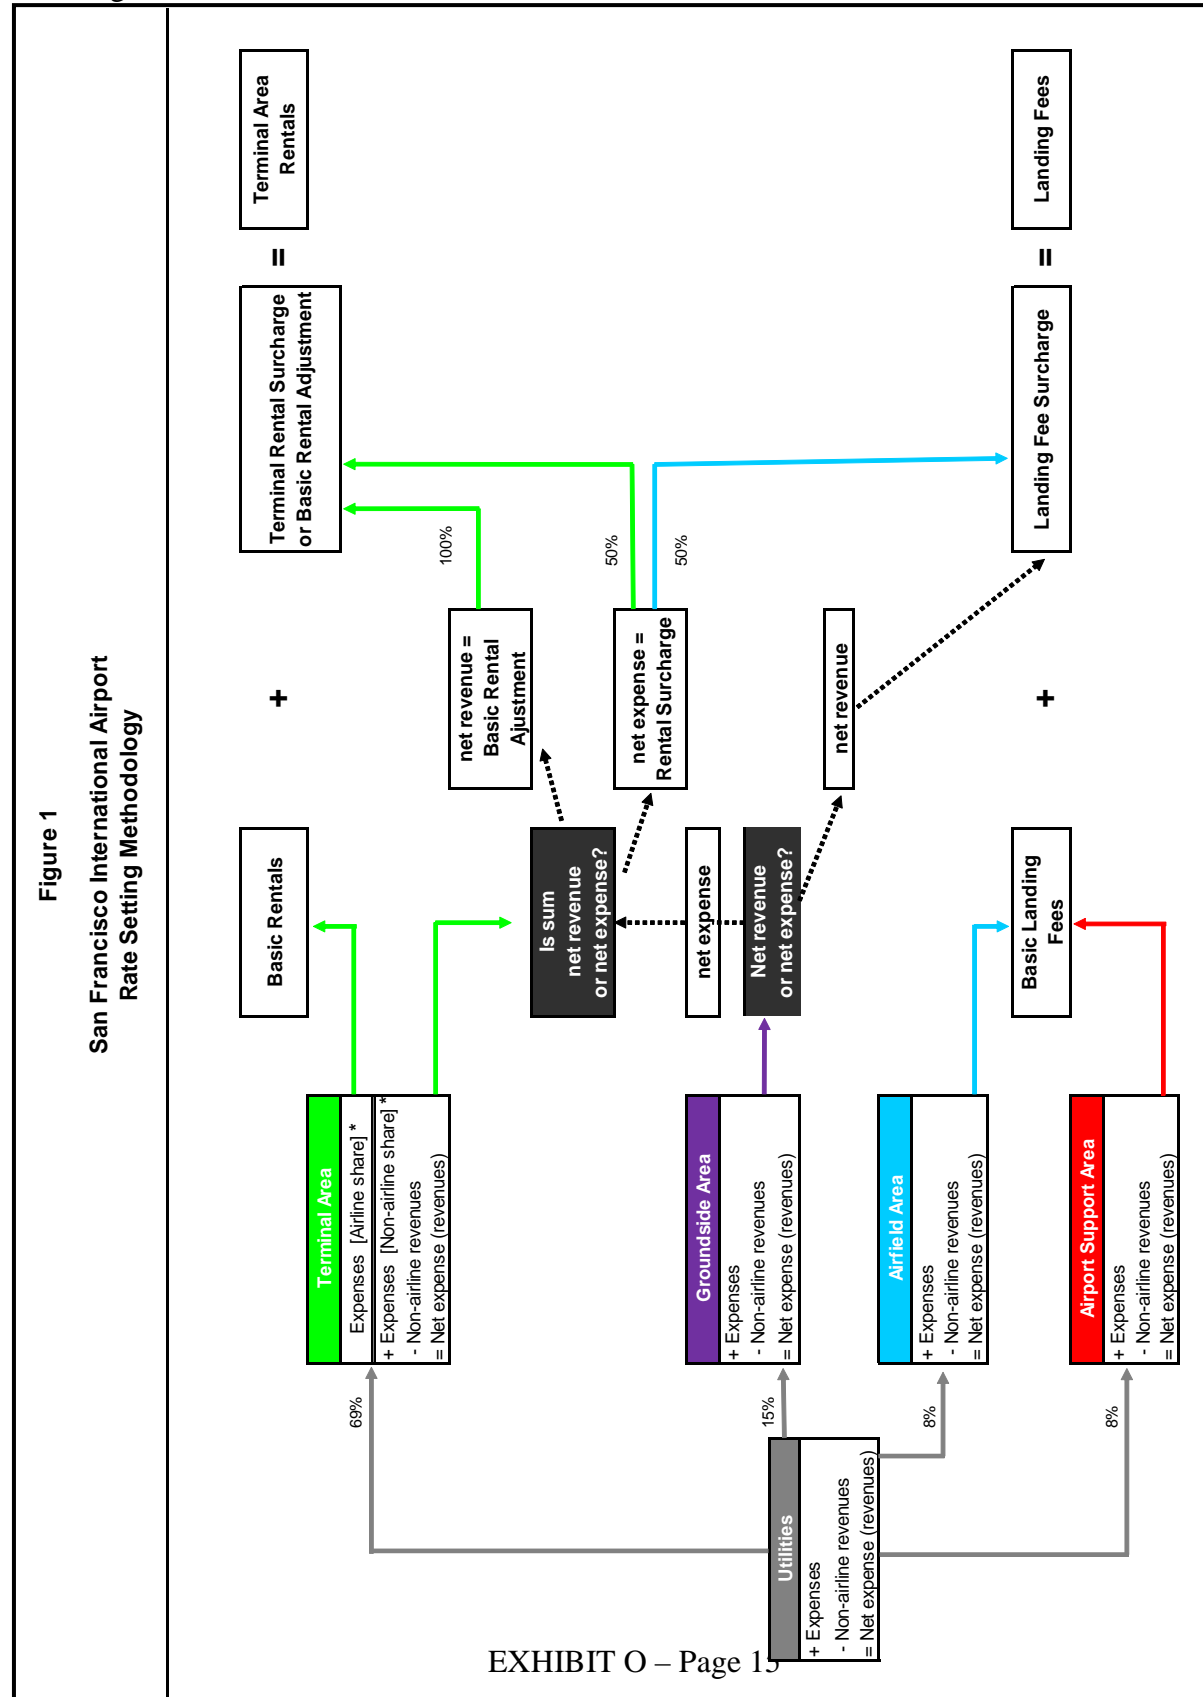 Figure 1
San Francisco International Airport
Rate Setting Methodology
Utilities
+ Expenses
- Non-airline revenues
= Net expense (revenues)
69%
15%
8%
8%
Terminal Area
Expenses [Airline share] *
+ Expenses [Non-airline share] *
- Non-airline revenues
= Net expense (revenues)
Groundside Area
+ Expenses
- Non-airline revenues
= Net expense (revenues)
Airfield Area
+ Expenses
- Non-airline revenues
= Net expense (revenues)
Airport Support Area
+ Expenses
- Non-airline revenues
= Net expense (revenues)
Basic Rentals
Is sum
net revenue
or net expense?
net expense
Net revenue
or net expense?
Basic Landing
Fees
+
net revenue =
Basic Rental
Ajustment
net expense =
Rental Surcharge
net revenue
+
100%
50%
50%
Terminal Rental Surcharge
or Basic Rental Adjustment
Landing Fee Surcharge
=
=
Terminal Area
Rentals
Landing Fees
EXHIBIT O – Page 15